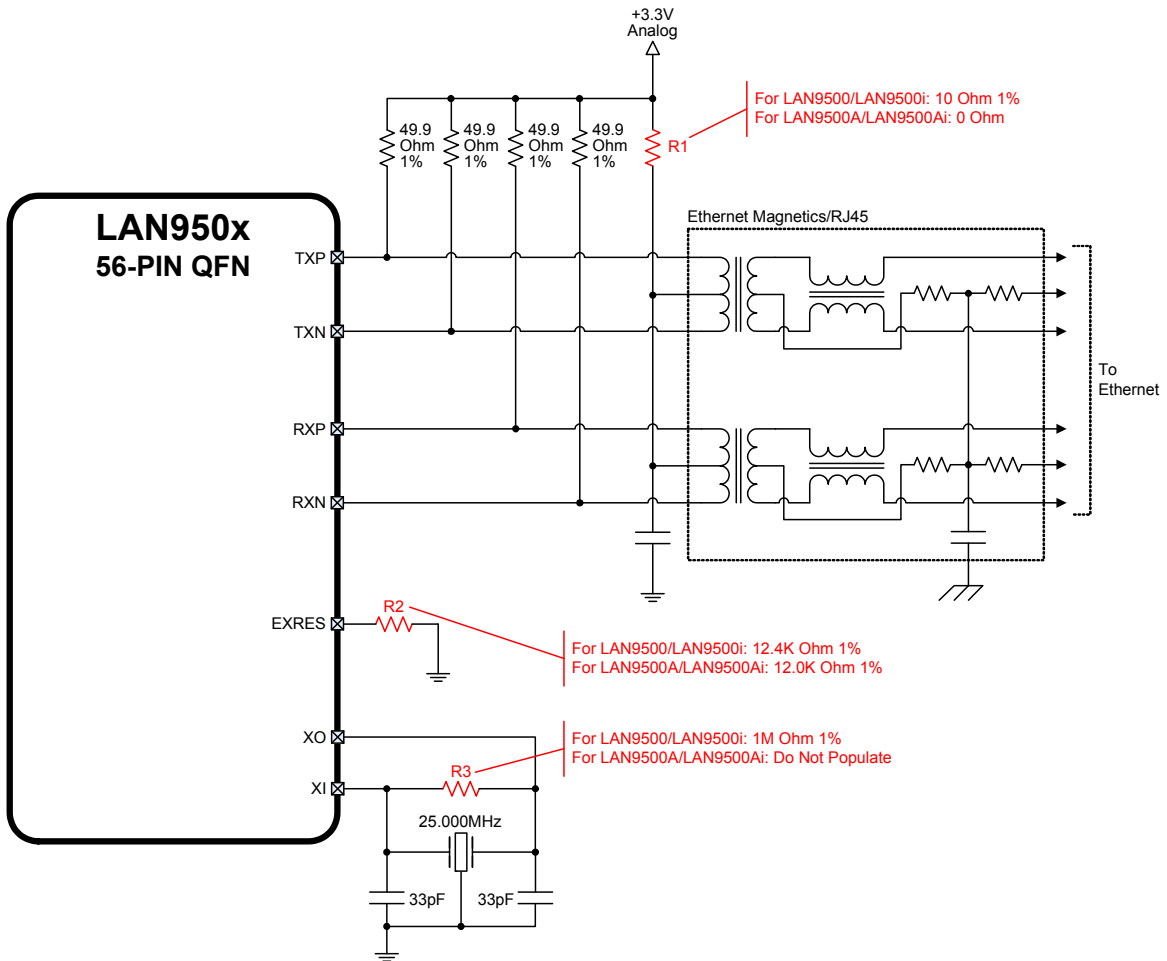 +3.3V
Analog
For LAN9500/LAN9500i: 10 Ohm 1%
For LAN9500A/LAN9500Ai: 0 Ohm
49.9
Ohm
1%
49.9
Ohm
1%
49.9
Ohm
1%
49.9
Ohm
1%
R1
LAN950x
56-PIN QFN
Ethernet Magnetics/RJ45
TXP
TXN
RXP
RXN
To
Ethernet
EXRES
R2
For LAN9500/LAN9500i: 12.4K Ohm 1%
For LAN9500A/LAN9500Ai: 12.0K Ohm 1%
XO
XI
R3
For LAN9500/LAN9500i: 1M Ohm 1%
For LAN9500A/LAN9500Ai: Do Not Populate
25.000MHz
33pF
33pF